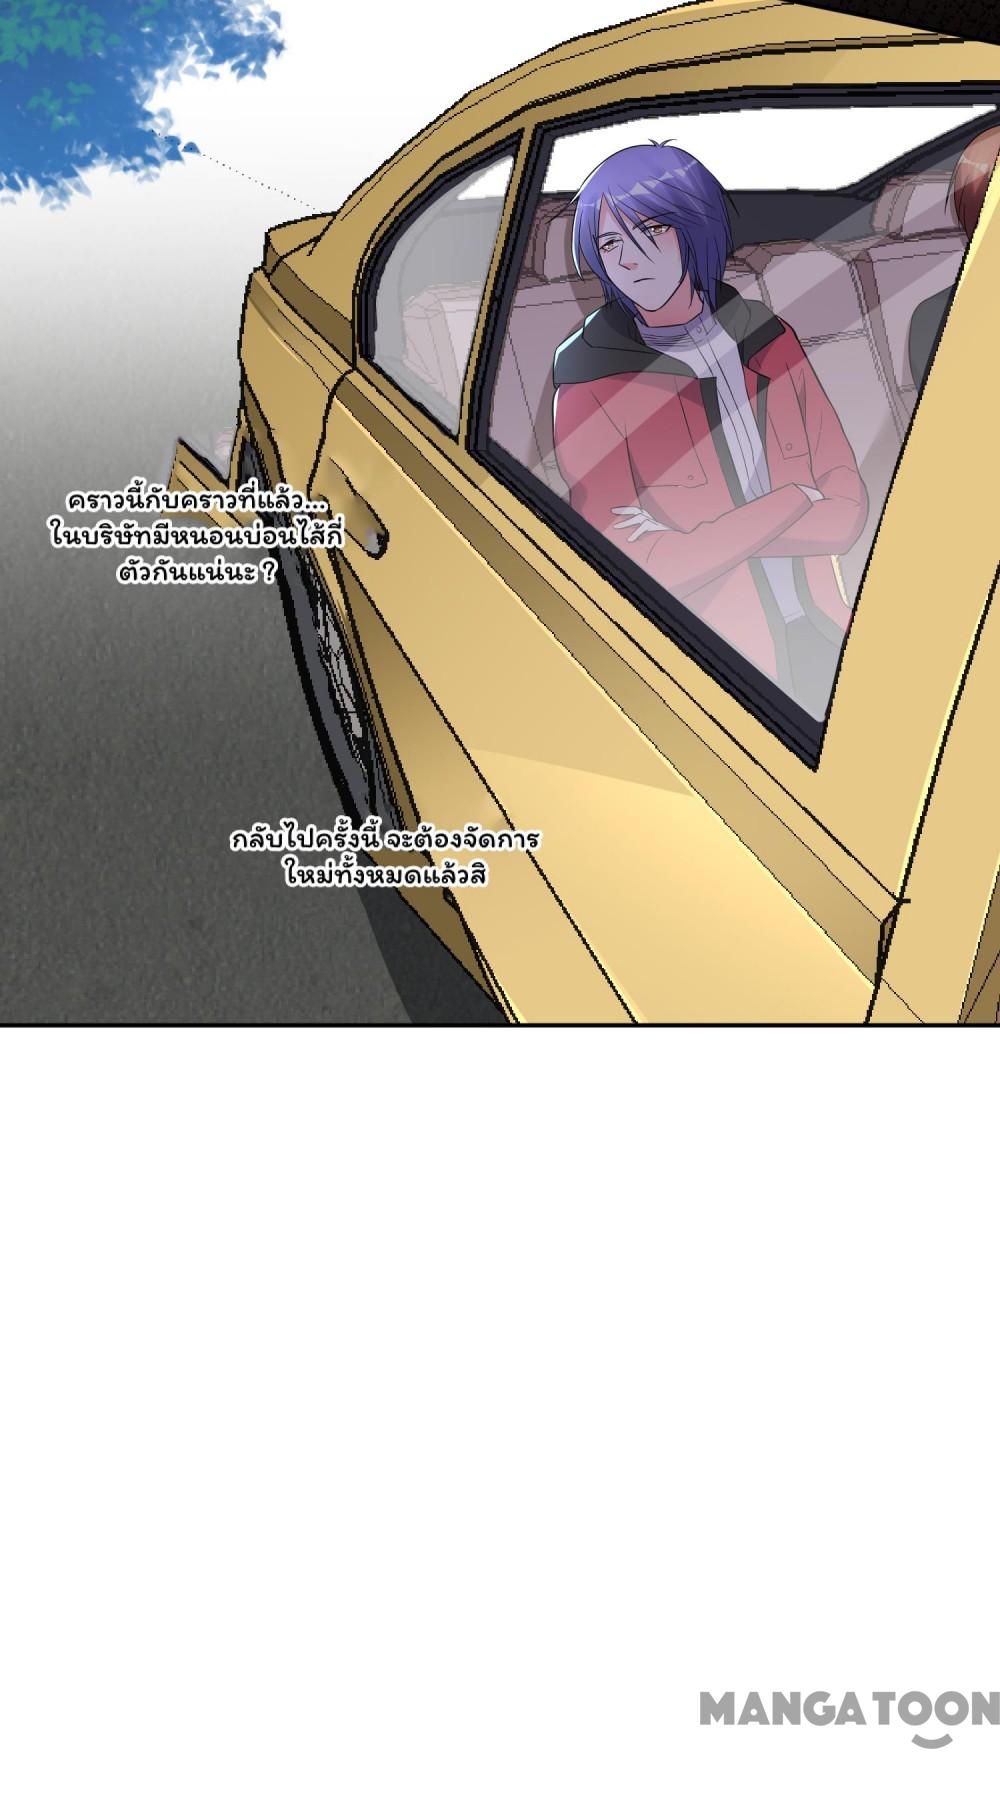 คราวนี้กับคราวที่แล้ว...
ในบริษัทมีหนอนบ่อนไส้กี่
ตัวกันแน่นะ ?
กลับไปครั้งนี้ จะต้องจัดการ
ใหม่ทั้งหมดแล้วสิ
MANGATOON